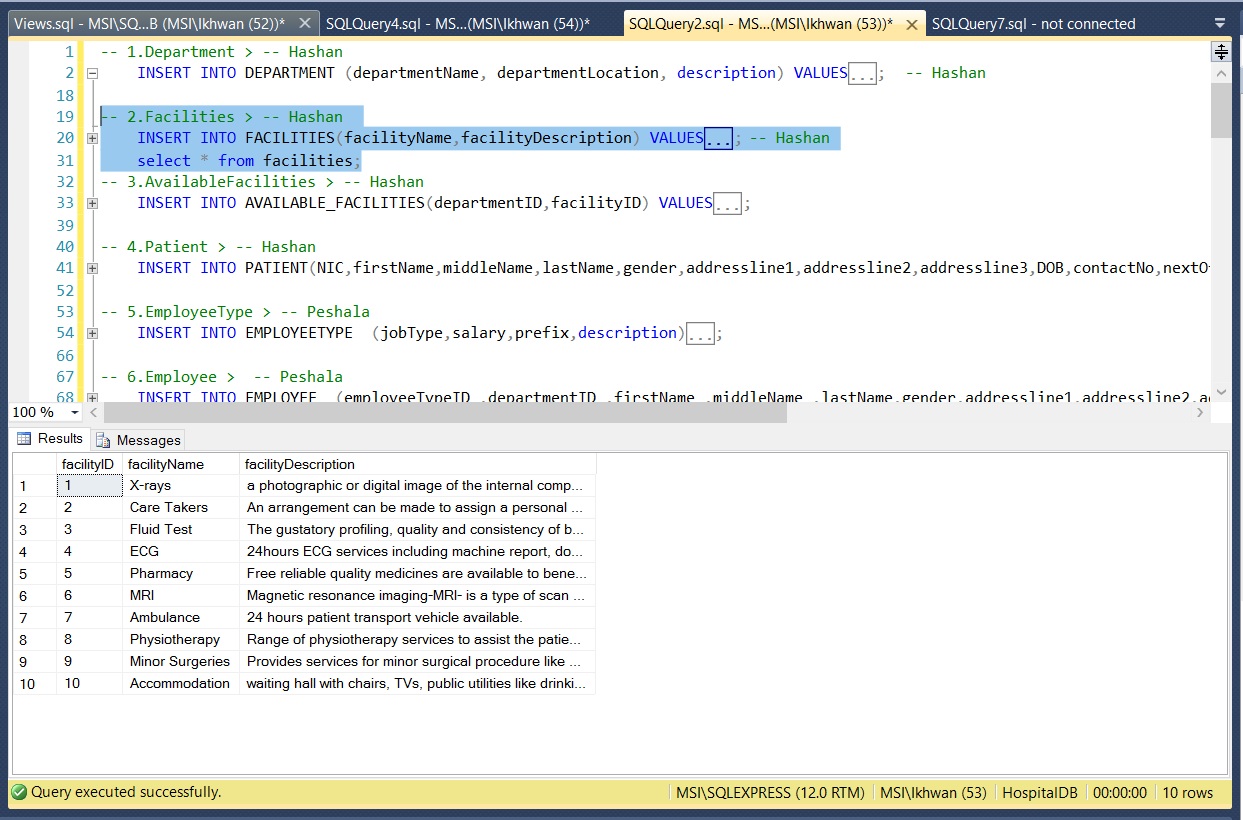 Views.sql - MSI\SQ...B (MSI\Ikhwan (52))* SQLQuery4.sql - MS...(MSI\Ikhwan (54))* SQLQuery2.sql - MS...(MSI\Ikhwan (53))* SQLQuery7.sql - not connected
1 -- 1.Department > -- Hashan
2 INSERT INTO DEPARTMENT (departmentName, departmentLocation, description) VALUES...; -- Hashan
18
19 -- 2.Facilities > -- Hashan
20 INSERT INTO FACILITIES(facilityName,facilityDescription) VALUES...; -- Hashan
31 select * from facilities;
32 -- 3.AvailableFacilities > -- Hashan
33 INSERT INTO AVAILABLE_FACILITIES(departmentID,facilityID) VALUES...;
39
40 -- 4.Patient > -- Hashan
41 INSERT INTO PATIENT(NIC,firstName,middleName,lastName,gender,addressline1,addressline2,addressline3,DOB,contactNo,nextO
52
53 -- 5.EmployeeType > -- Peshala
54 INSERT INTO EMPLOYEETYPE (jobType,salary,prefix,description)...;
66
67 -- 6.Employee > -- Peshala
68 INSERT INTO EMPLOYEE (employeeTypeID ,departmentID ,firstName ,middleName ,lastName,gender,addressline1,addressline2,a
100 %
Results Messages
facilityID facilityName facilityDescription
1 1 X-rays a photographic or digital image of the internal comp...
2 2 Care Takers An arrangement can be made to assign a personal ...
3 3 Fluid Test The gustatory profiling, quality and consistency of b...
4 4 ECG 24hours ECG services including machine report, do...
5 5 Pharmacy Free reliable quality medicines are available to bene...
6 6 MRI Magnetic resonance imaging-MRI- is a type of scan ...
7 7 Ambulance 24 hours patient transport vehicle available.
8 8 Physiotherapy Range of physiotherapy services to assist the patie...
9 9 Minor Surgeries Provides services for minor surgical procedure like ...
10 10 Accommodation waiting hall with chairs, TVs, public utilities like drinki...
Query executed successfully. MSI\SQLEXPRESS (12.0 RTM) MSI\Ikhwan (53) HospitalDB 00:00:00 10 rows